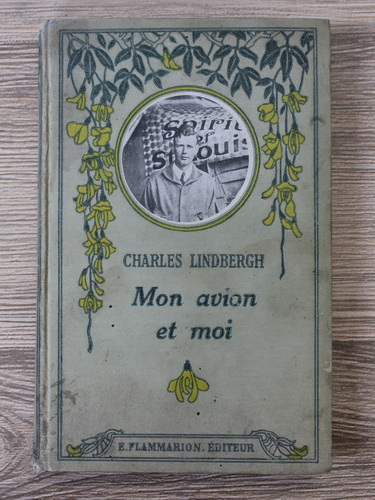 Spirit
of
St Louis
CHARLES LINDBERGH
Mon avion
et moi
E. FLAMMARION. ÉDITEUR